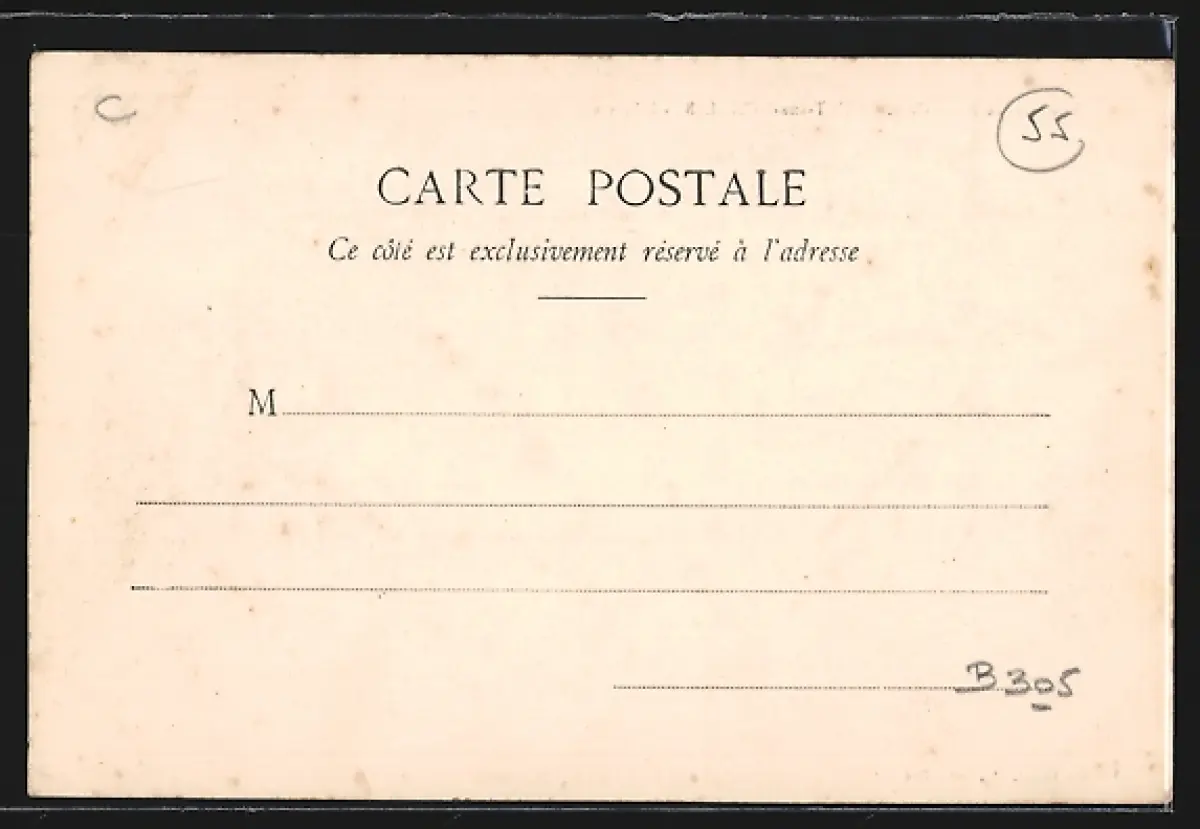 C
55
CARTE POSTALE
Ce côté est exclusivement réservé à l'adresse
M
B305